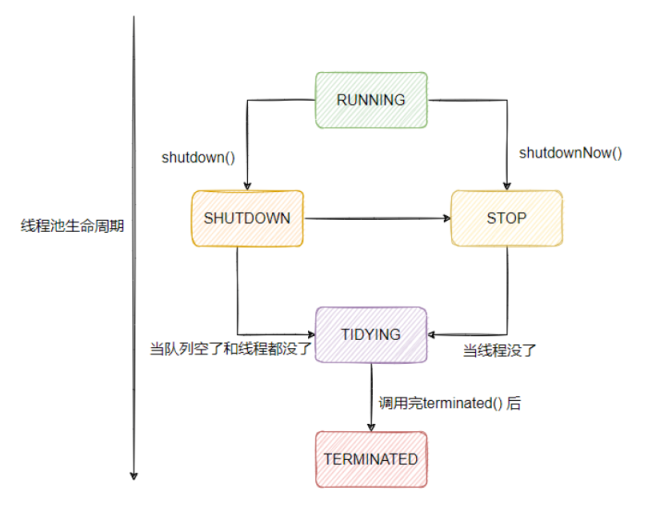 RUNNING
shutdown()
shutdownNow()
SHUTDOWN
STOP
线程池生命周期
TIDYING
当队列空了和线程都没了
当线程没了
调用完terminated() 后
TERMINATED